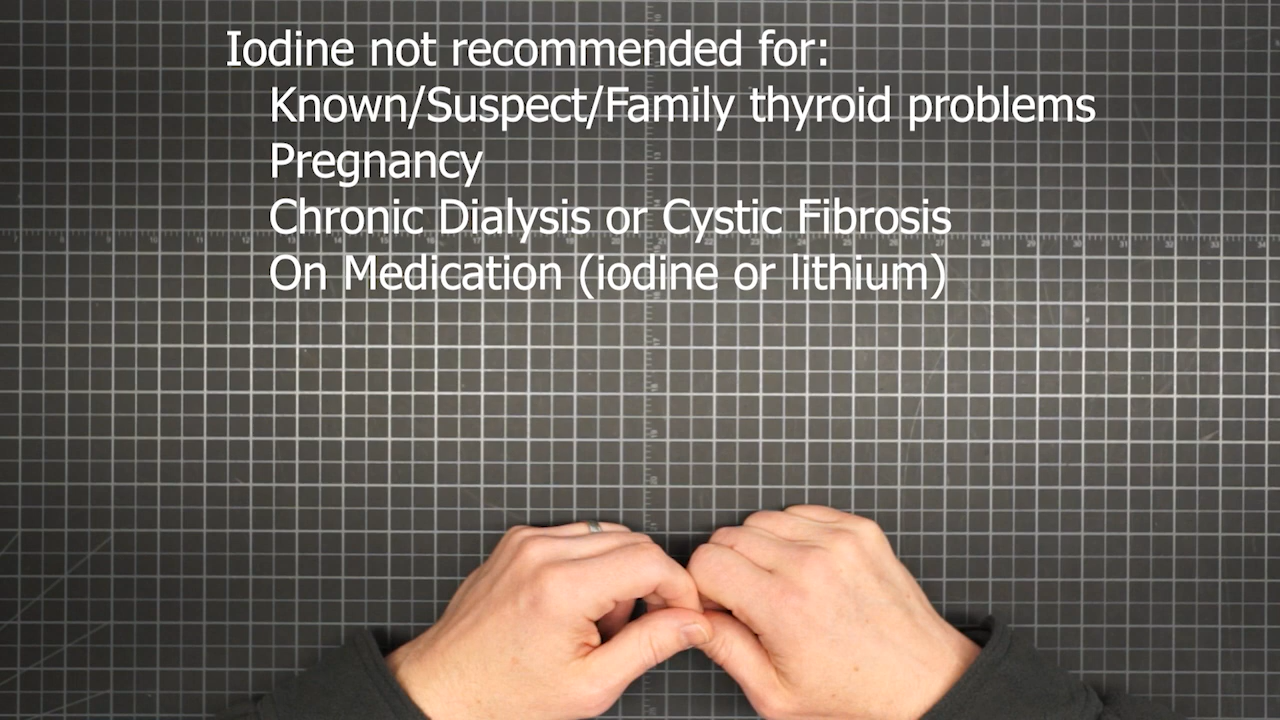 Iodine not recommended for:
Known/Suspect/Family thyroid problems
Pregnancy
Chronic Dialysis or Cystic Fibrosis
On Medication (iodine or lithium)